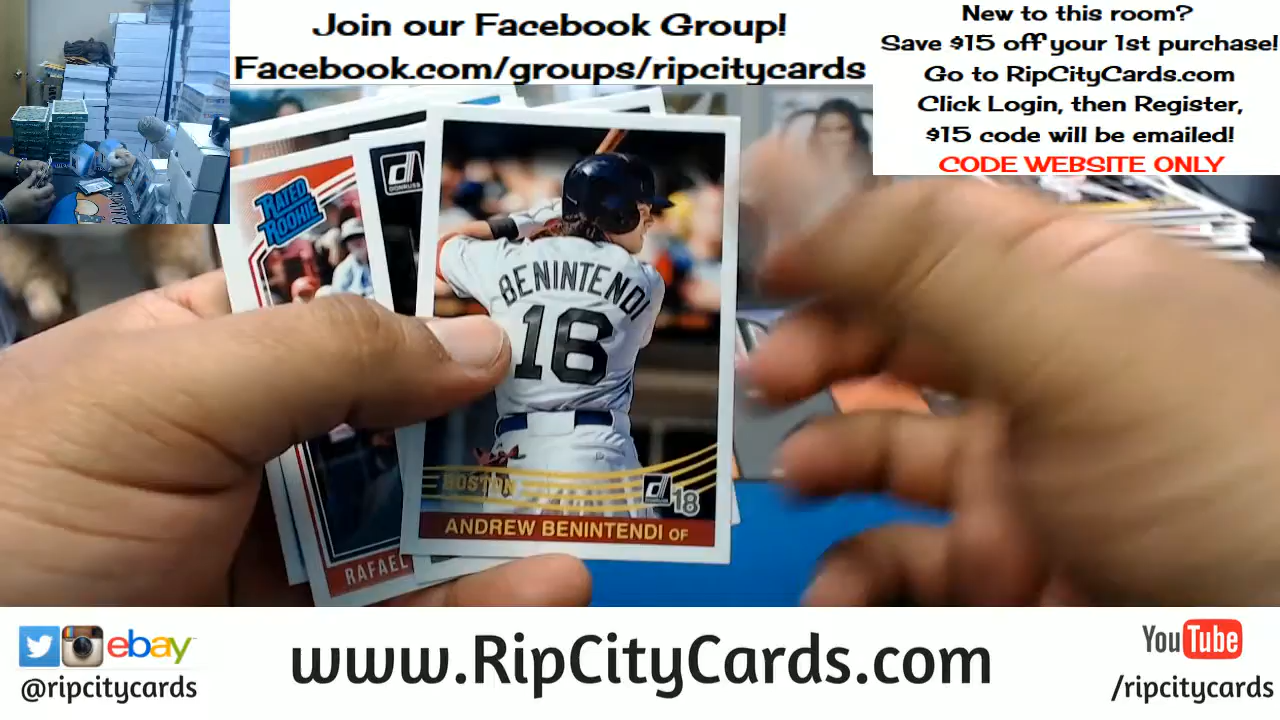 Join our Facebook Group!
Facebook.com/groups/ripcitycards
New to this room?
Save $15 off your 1st purchase!
Go to RipCityCards.com
Click Login, then Register,
$15 code will be emailed!
CODE WEBSITE ONLY
RATED
ROOKIE
d
DONRUSS
BENINTENDI
16
BOSTON
d 18
ANDREW BENINTENDI OF
RAFAEL
ebay
@ripcitycards
www.RipCityCards.com
YouTube
/ripcitycards